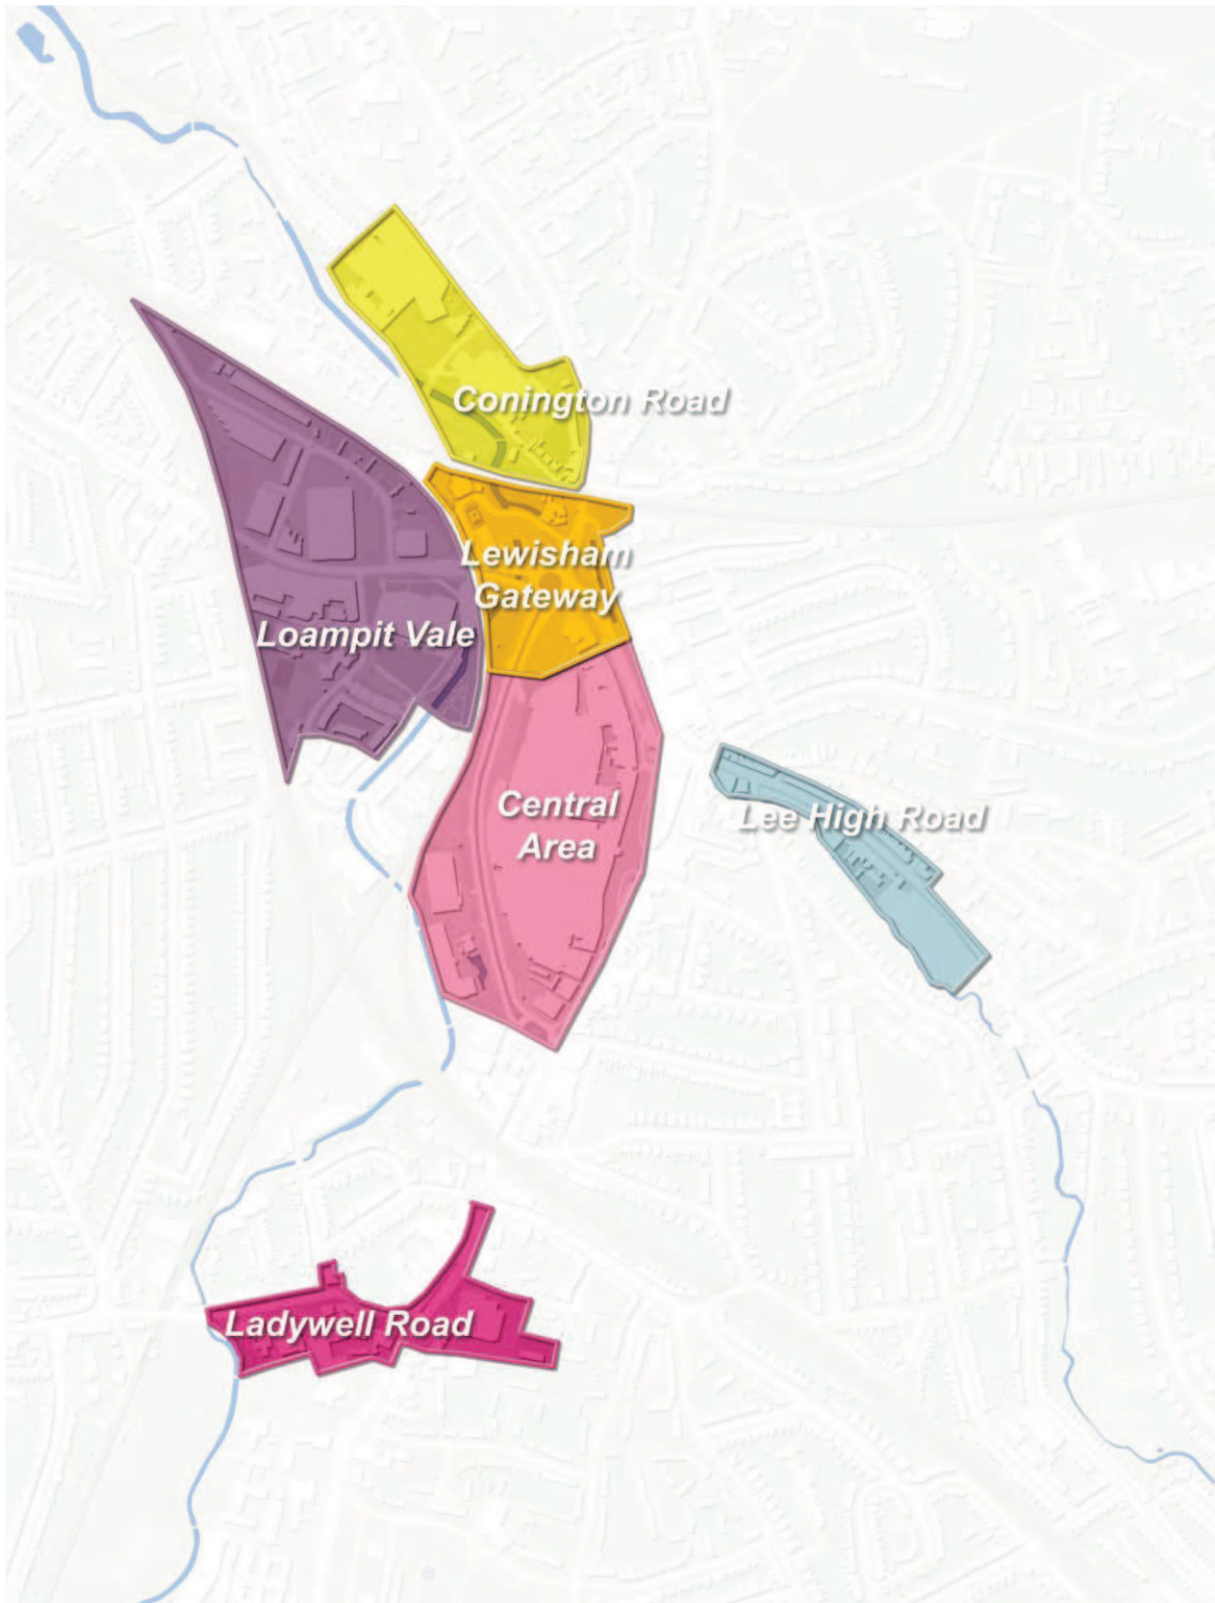 Conington Road
Lewisham
Gateway
Loampit Vale
Central
Area
Lee High Road
Ladywell Road